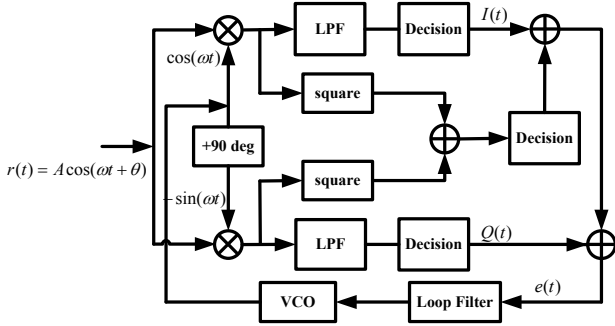 LPF
Decision
I(t)
cos(ωt)
square
+90 deg
Decision
r(t) = A cos(ωt + θ)
square
−sin(ωt)
LPF
Decision
Q(t)
VCO
Loop Filter
e(t)